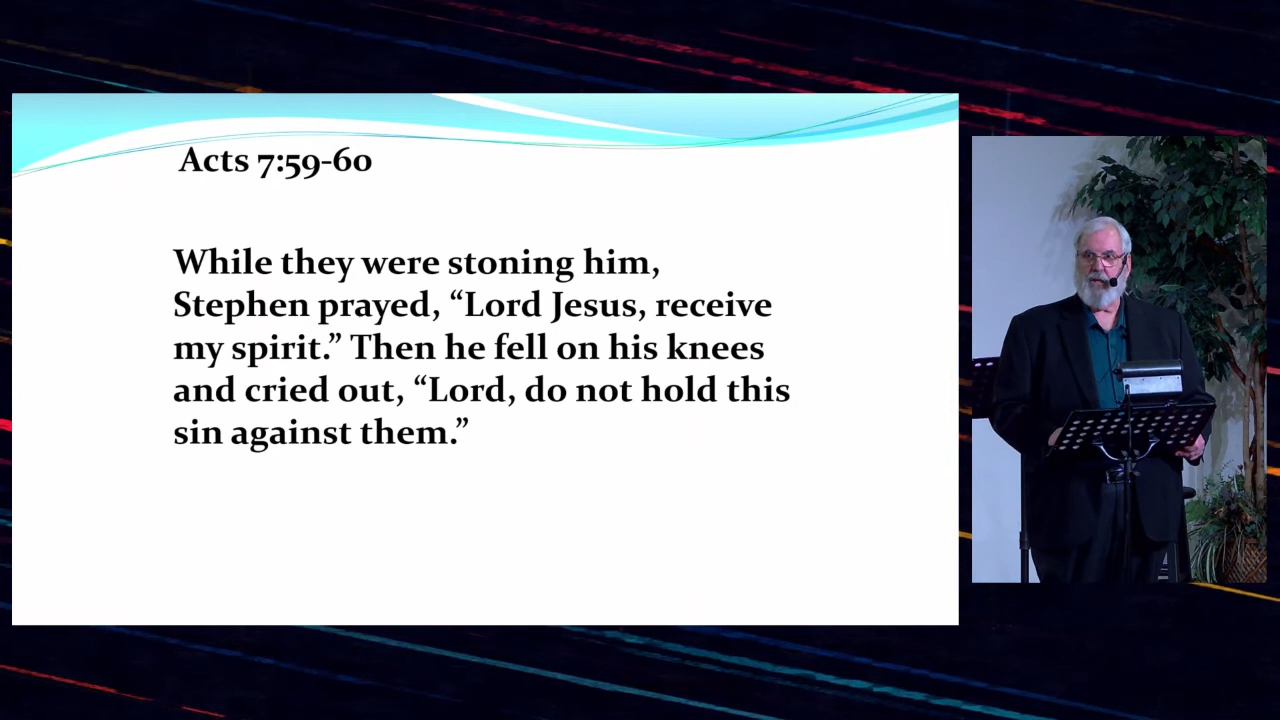 Acts 7:59-60
While they were stoning him,
Stephen prayed, “Lord Jesus, receive
my spirit.” Then he fell on his knees
and cried out, “Lord, do not hold this
sin against them.”